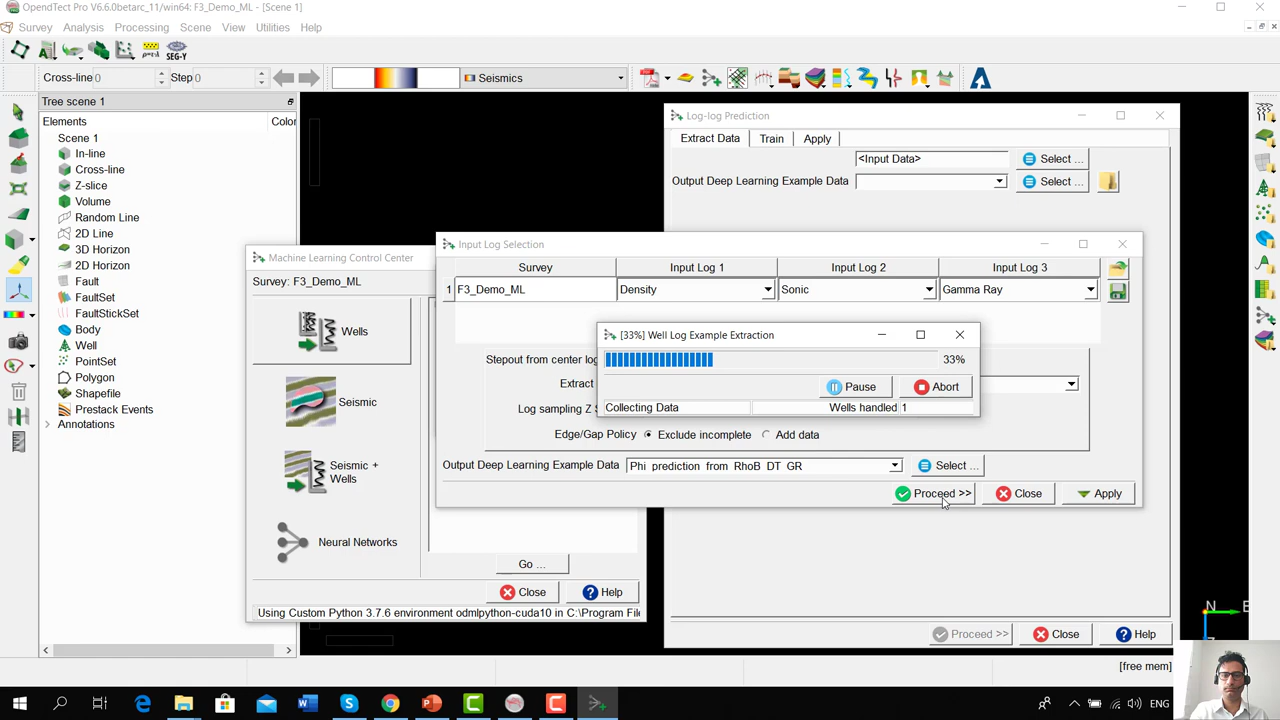 OpendTect Pro V6.6.0betarc_11/win64: F3_Demo_ML - [Scene 1]
Survey Analysis Processing Scene View Utilities Help
SEG-Y
Cross-line 0 Step 0 Seismics
Tree scene 1
Elements Color
Scene 1
In-line
Cross-line
Z-slice
Volume
Random Line
2D Line
3D Horizon
2D Horizon
Fault
FaultSet
FaultStickSet
Body
Well
PointSet
Polygon
Shapefile
Prestack Events
Annotations
Log-log Prediction
Extract Data Train Apply
<Input Data> Select ...
Output Deep Learning Example Data Select ...
Proceed >> Close Help
Machine Learning Control Center
Survey: F3_Demo_ML
Wells
Seismic
Seismic +
Wells
Neural Networks
Go ...
Close Help
Using Custom Python 3.7.6 environment odmlpython-cuda10 in C:\Program File
Input Log Selection
Survey Input Log 1 Input Log 2 Input Log 3
1 F3_Demo_ML Density Sonic Gamma Ray
Stepout from center log
Extract
Log sampling Z S
Edge/Gap Policy Exclude incomplete Add data
Output Deep Learning Example Data Phi prediction from RhoB DT GR Select ...
Proceed >> Close Apply
[33%] Well Log Example Extraction
33%
Pause Abort
Collecting Data Wells handled 1
N
E
Z
[free mem]
ENG